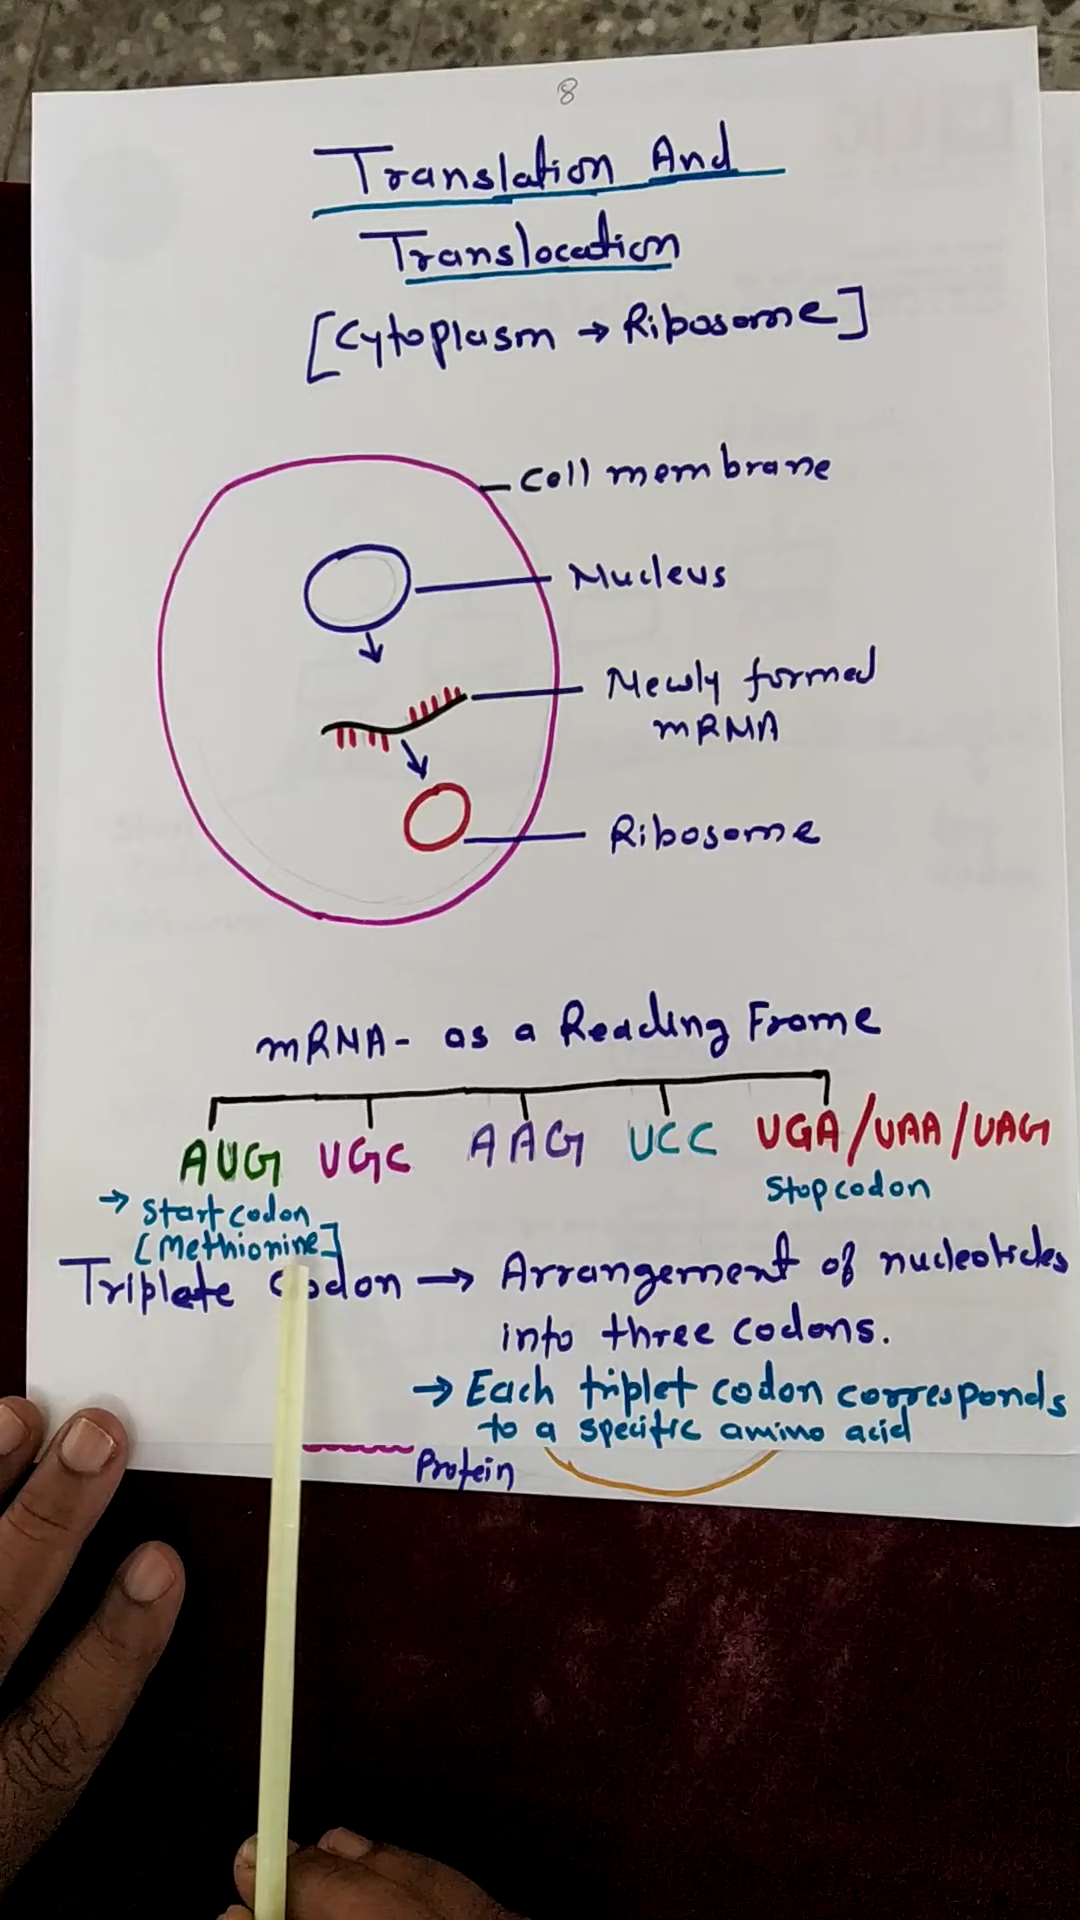 8
Translation And
Translocation
[Cytoplasm → Ribosome]
Cell membrane
Nucleus
Newly formed
mRNA
Ribosome
mRNA - as a Reading Frame
AUG UGC AAG UCC UGA/UAA/UAG
→ Start codon
[Methionine]
Stop codon
Triplete Codon → Arrangement of nucleotides
into three codons.
→ Each triplet codon corresponds
to a specific amino acid
Protein